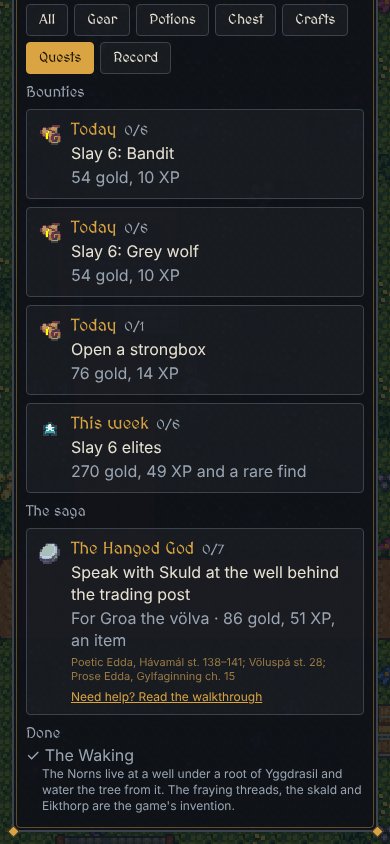 All Gear Potions Chest Crafts
Quests Record
Bounties
Today 0/6
Slay 6: Bandit
54 gold, 10 XP
Today 0/6
Slay 6: Grey wolf
54 gold, 10 XP
Today 0/1
Open a strongbox
76 gold, 14 XP
This week 0/6
Slay 6 elites
270 gold, 49 XP and a rare find
The saga
The Hanged God 0/7
Speak with Skuld at the well behind
the trading post
For Groa the völva · 86 gold, 51 XP,
an item
Poetic Edda, Hávamál st. 138–141; Völuspá st. 28;
Prose Edda, Gylfaginning ch. 15
Need help? Read the walkthrough
Done
✓ The Waking
The Norns live at a well under a root of Yggdrasil and
water the tree from it. The fraying threads, the skald and
Eikthorp are the game's invention.